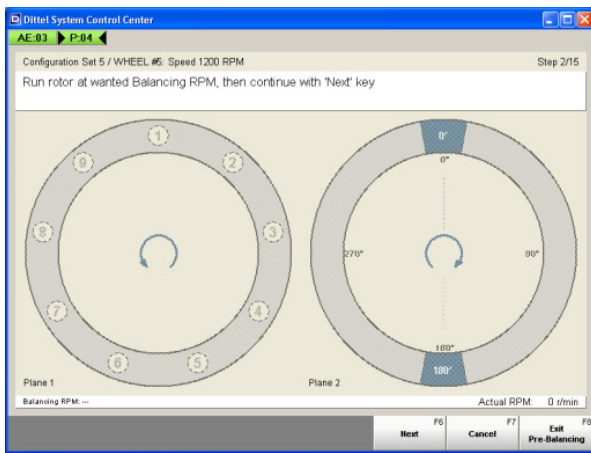 Dittel System Control Center
AE:03 P:04
Configuration Set 5 / WHEEL #5: Speed 1200 RPM Step 2/15
Run rotor at wanted Balancing RPM, then continue with 'Next' key
1
9 2
8 3
7 4
6 5
Plane 1
0°
0°
270° 90°
180°
180°
Plane 2
Balancing RPM: --- Actual RPM: 0 r/min
F6 F7 F8
Next Cancel Exit
Pre-Balancing